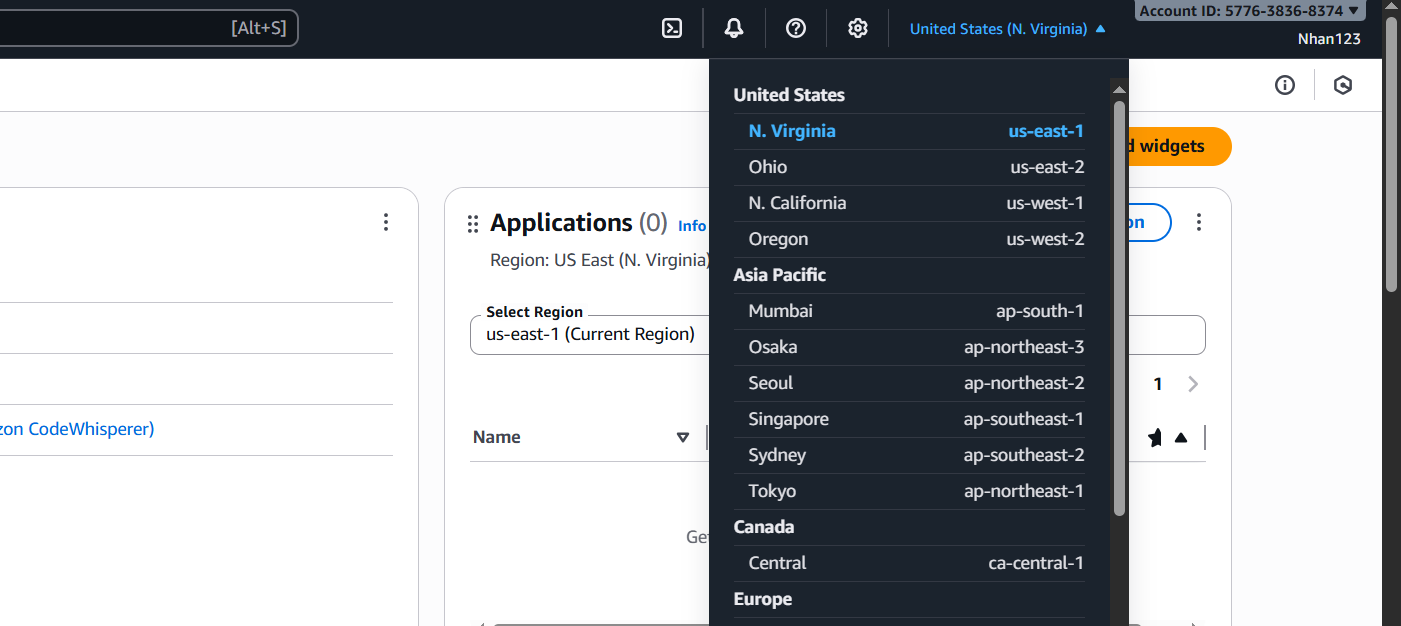 [Alt+S]
United States (N. Virginia)
Account ID: 5776-3836-8374
Nhan123
United States
N. Virginia us-east-1
Ohio us-east-2
N. California us-west-1
Oregon us-west-2
Asia Pacific
Mumbai ap-south-1
Osaka ap-northeast-3
Seoul ap-northeast-2
Singapore ap-southeast-1
Sydney ap-southeast-2
Tokyo ap-northeast-1
Canada
Central ca-central-1
Europe
widgets
Applications (0) Info
Region: US East (N. Virginia)
Select Region
us-east-1 (Current Region)
1
Name
zon CodeWhisperer)